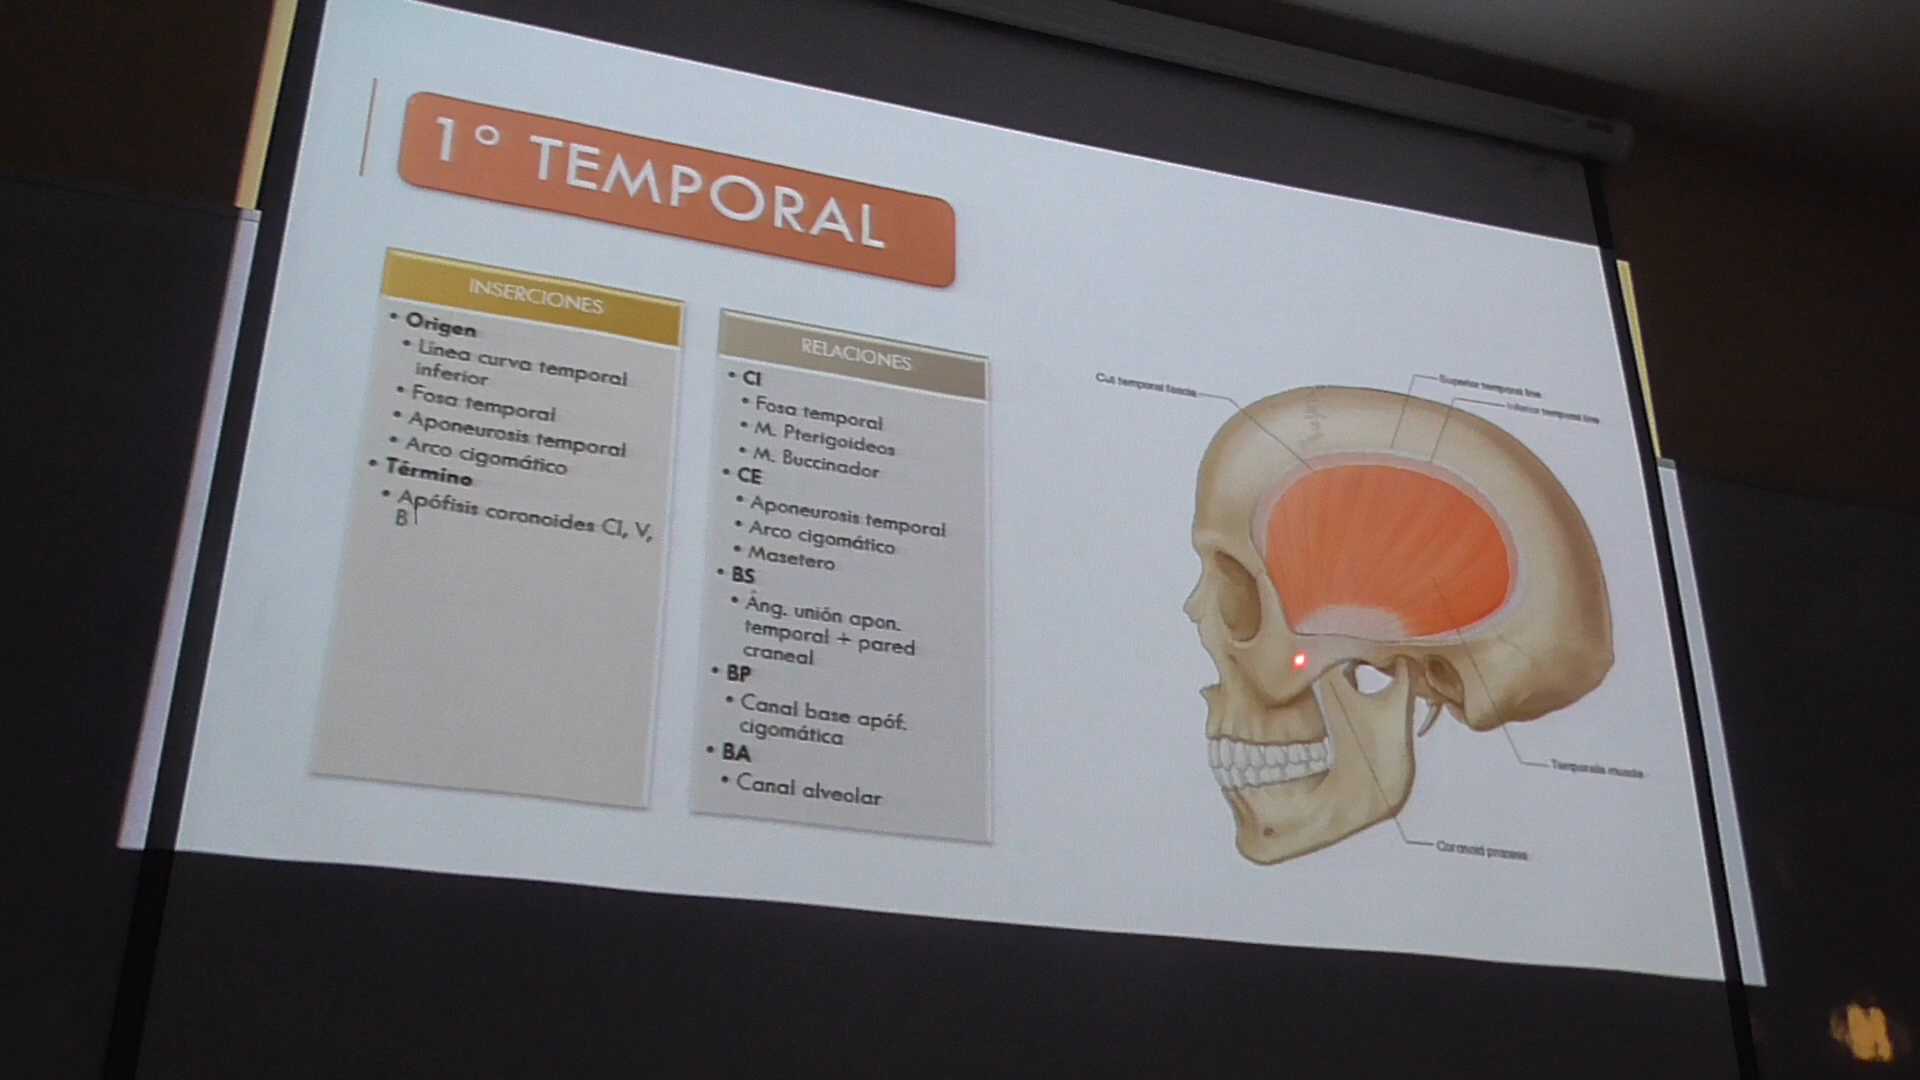 1º TEMPORAL
INSERCIONES
• Origen
• Línea curva temporal
inferior
• Fosa temporal
• Aponeurosis temporal
• Arco cigomático
• Término
• Apófisis coronoides CI, V,
B
RELACIONES
• CI
• Fosa temporal
• M. Pterigoideos
• M. Buccinador
• CE
• Aponeurosis temporal
• Arco cigomático
• Masetero
• BS
• Áng. unión apon.
temporal + pared
craneal
• BP
• Canal base apóf.
cigomática
• BA
• Canal alveolar
Cut temporal fascia
Superior temporal line
Inferior temporal line
Temporalis muscle
Coronoid process